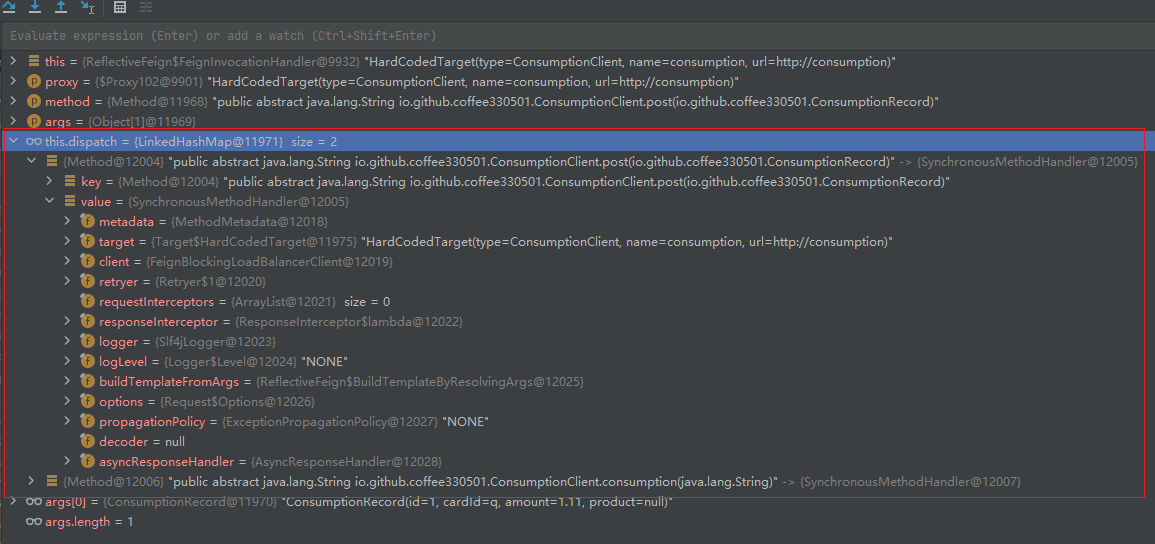 Evaluate expression (Enter) or add a watch (Ctrl+Shift+Enter)
this = {ReflectiveFeign$FeignInvocationHandler@9932} "HardCodedTarget(type=ConsumptionClient, name=consumption, url=http://consumption)"
proxy = {$Proxy102@9901} "HardCodedTarget(type=ConsumptionClient, name=consumption, url=http://consumption)"
method = {Method@11968} "public abstract java.lang.String io.github.coffee330501.ConsumptionClient.post(io.github.coffee330501.ConsumptionRecord)"
args = {Object[1]@11969}
this.dispatch = {LinkedHashMap@11971} size = 2
{Method@12004} "public abstract java.lang.String io.github.coffee330501.ConsumptionClient.post(io.github.coffee330501.ConsumptionRecord)" -> {SynchronousMethodHandler@12005}
key = {Method@12004} "public abstract java.lang.String io.github.coffee330501.ConsumptionClient.post(io.github.coffee330501.ConsumptionRecord)"
value = {SynchronousMethodHandler@12005}
metadata = {MethodMetadata@12018}
target = {Target$HardCodedTarget@11975} "HardCodedTarget(type=ConsumptionClient, name=consumption, url=http://consumption)"
client = {FeignBlockingLoadBalancerClient@12019}
retryer = {Retryer$1@12020}
requestInterceptors = {ArrayList@12021} size = 0
responseInterceptor = {ResponseInterceptor$lambda@12022}
logger = {Slf4jLogger@12023}
logLevel = {Logger$Level@12024} "NONE"
buildTemplateFromArgs = {ReflectiveFeign$BuildTemplateByResolvingArgs@12025}
options = {Request$Options@12026}
propagationPolicy = {ExceptionPropagationPolicy@12027} "NONE"
decoder = null
asyncResponseHandler = {AsyncResponseHandler@12028}
{Method@12006} "public abstract java.lang.String io.github.coffee330501.ConsumptionClient.consumption(java.lang.String)" -> {SynchronousMethodHandler@12007}
args[0] = {ConsumptionRecord@11970} "ConsumptionRecord(id=1, cardId=q, amount=1.11, product=null)"
args.length = 1